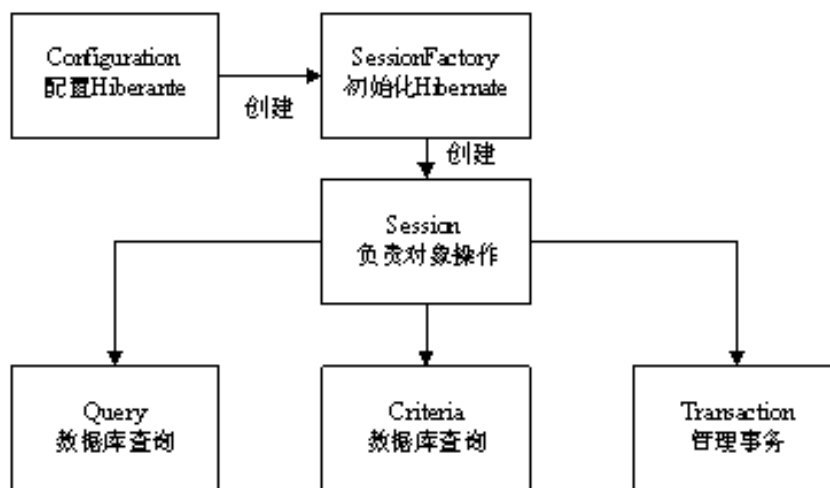 Configuration
配置Hiberante
创建
SessionFactory
初始化Hibernate
创建
Session
负责对象操作
Query
数据库查询
Criteria
数据库查询
Transaction
管理事务